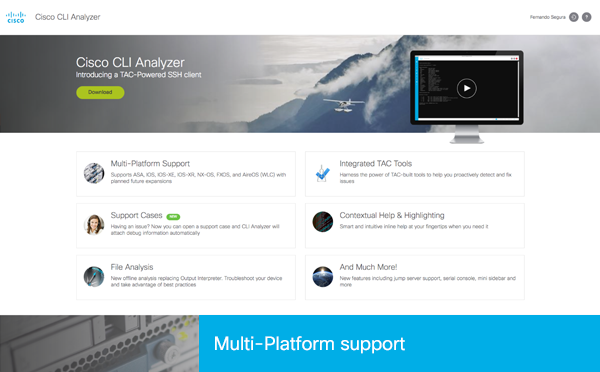 CISCO
Cisco CLI Analyzer
Fernando Segura
Cisco CLI Analyzer
Introducing a TAC-Powered SSH client
Download
Multi-Platform Support
Supports ASA, IOS, IOS-XE, IOS-XR, NX-OS, FXOS, and AireOS (WLC) with
planned future expansions
Integrated TAC Tools
Harness the power of TAC-built tools to help you proactively detect and fix
issues
Support Cases NEW
Having an issue? Now you can open a support case and CLI Analyzer will
attach debug information automatically
Contextual Help & Highlighting
Smart and intuitive inline help at your fingertips when you need it
File Analysis
New offline analysis replacing Output Interpreter. Troubleshoot your device
and take advantage of best practices
And Much More!
New features including jump server support, serial console, mini sidebar and
more
Multi-Platform support